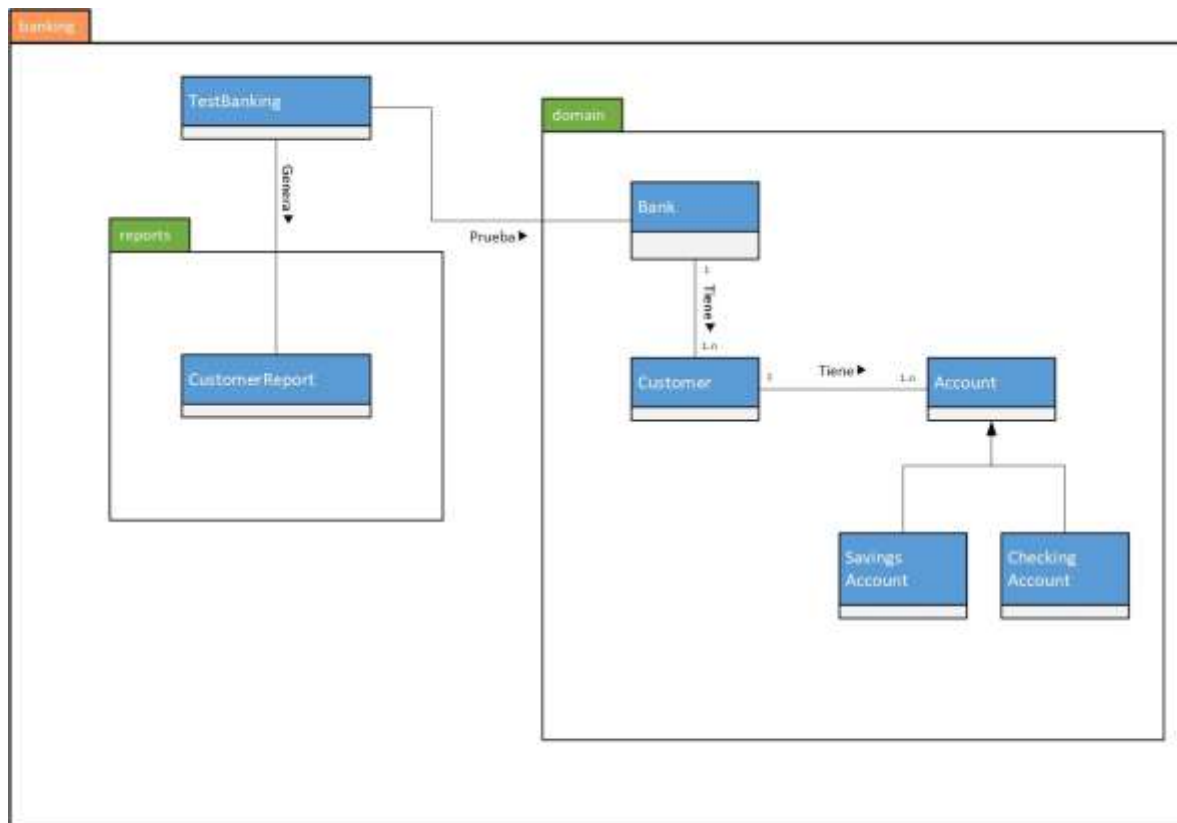 banking
TestBanking
domain
Genera
Bank
reports
Prueba
1
Tiene
1.n
CustomerReport
Customer
Tiene
1.n
Account
Savings
Account
Checking
Account